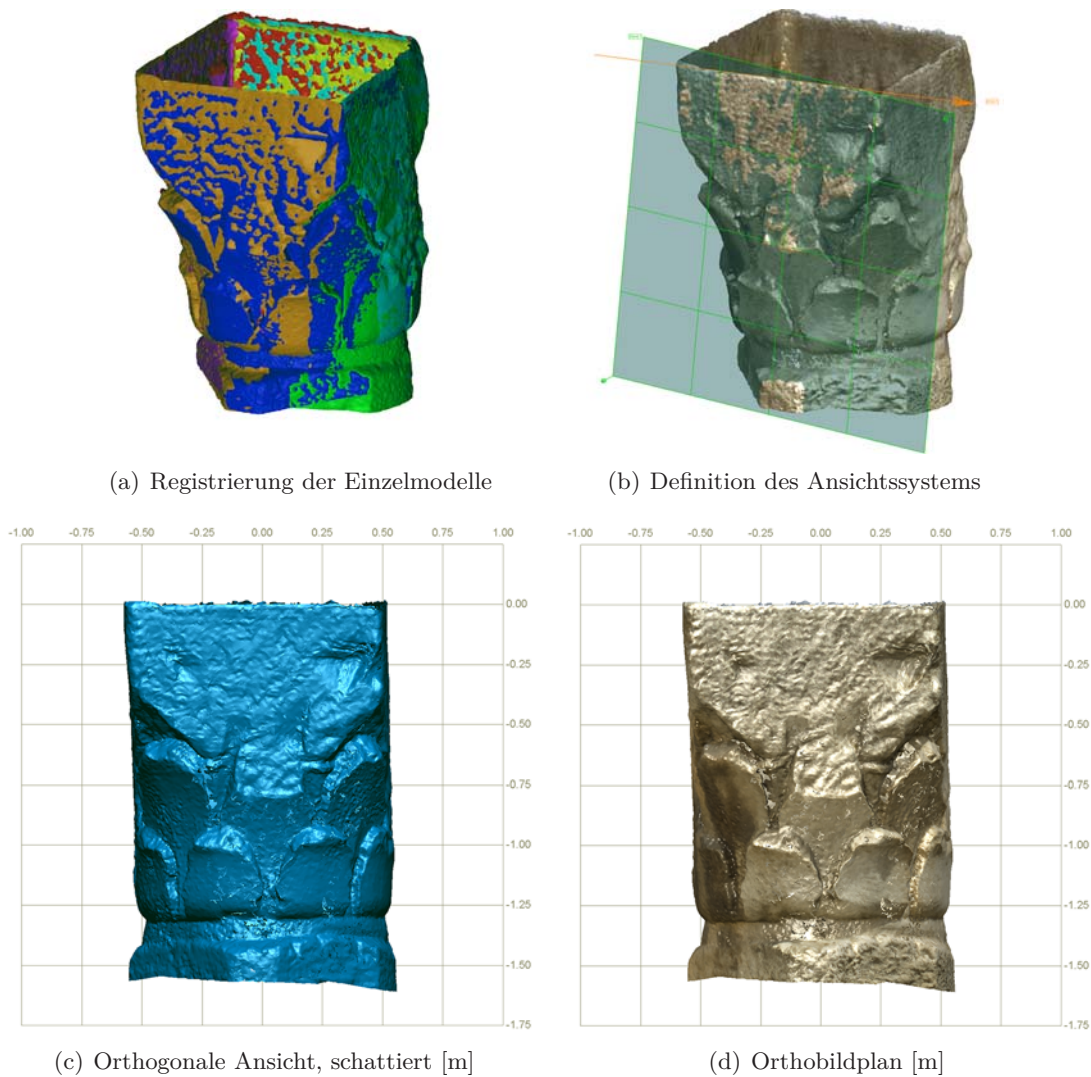 (a) Registrierung der Einzelmodelle
(b) Definition des Ansichtssystems
-1.00 -0.75 -0.50 -0.25 0.00 0.25 0.50 0.75 1.00
0.00
-0.25
-0.50
-0.75
-1.00
-1.25
-1.50
-1.75
-1.00 -0.75 -0.50 -0.25 0.00 0.25 0.50 0.75 1.00
0.00
-0.25
-0.50
-0.75
-1.00
-1.25
-1.50
-1.75
(c) Orthogonale Ansicht, schattiert [m]
(d) Orthobildplan [m]